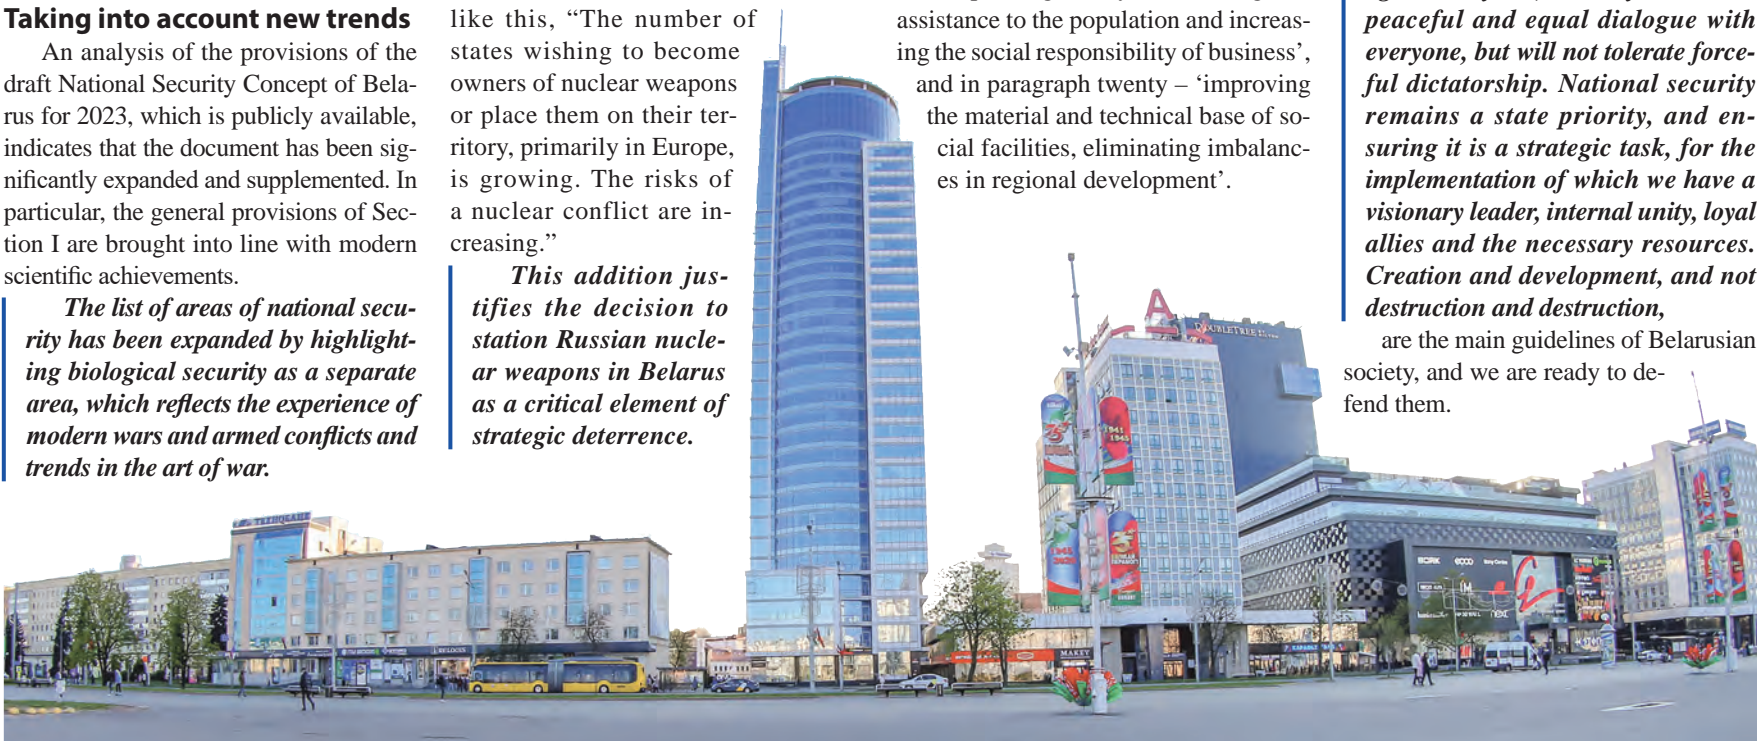 Taking into account new trends
An analysis of the provisions of the
draft National Security Concept of Bela-
rus for 2023, which is publicly available,
indicates that the document has been sig-
nificantly expanded and supplemented. In
particular, the general provisions of Sec-
tion I are brought into line with modern
scientific achievements.
The list of areas of national secu-
rity has been expanded by highlight-
ing biological security as a separate
area, which reflects the experience of
modern wars and armed conflicts and
trends in the art of war.
like this, “The number of
states wishing to become
owners of nuclear weapons
or place them on their ter-
ritory, primarily in Europe,
is growing. The risks of
a nuclear conflict are in-
creasing.”
This addition jus-
tifies the decision to
station Russian nucle-
ar weapons in Belarus
as a critical element of
strategic deterrence.
assistance to the population and increas-
ing the social responsibility of business’,
and in paragraph twenty – ‘improving
the material and technical base of so-
cial facilities, eliminating imbalanc-
es in regional development’.
peaceful and equal dialogue with
everyone, but will not tolerate force-
ful dictatorship. National security
remains a state priority, and en-
suring it is a strategic task, for the
implementation of which we have a
visionary leader, internal unity, loyal
allies and the necessary resources.
Creation and development, and not
destruction and destruction,
are the main guidelines of Belarusian
society, and we are ready to de-
fend them.
ТЕХНОБАНК
A
DOUBLETREE
1941
1945
BORK
ecco
next
MAKEY